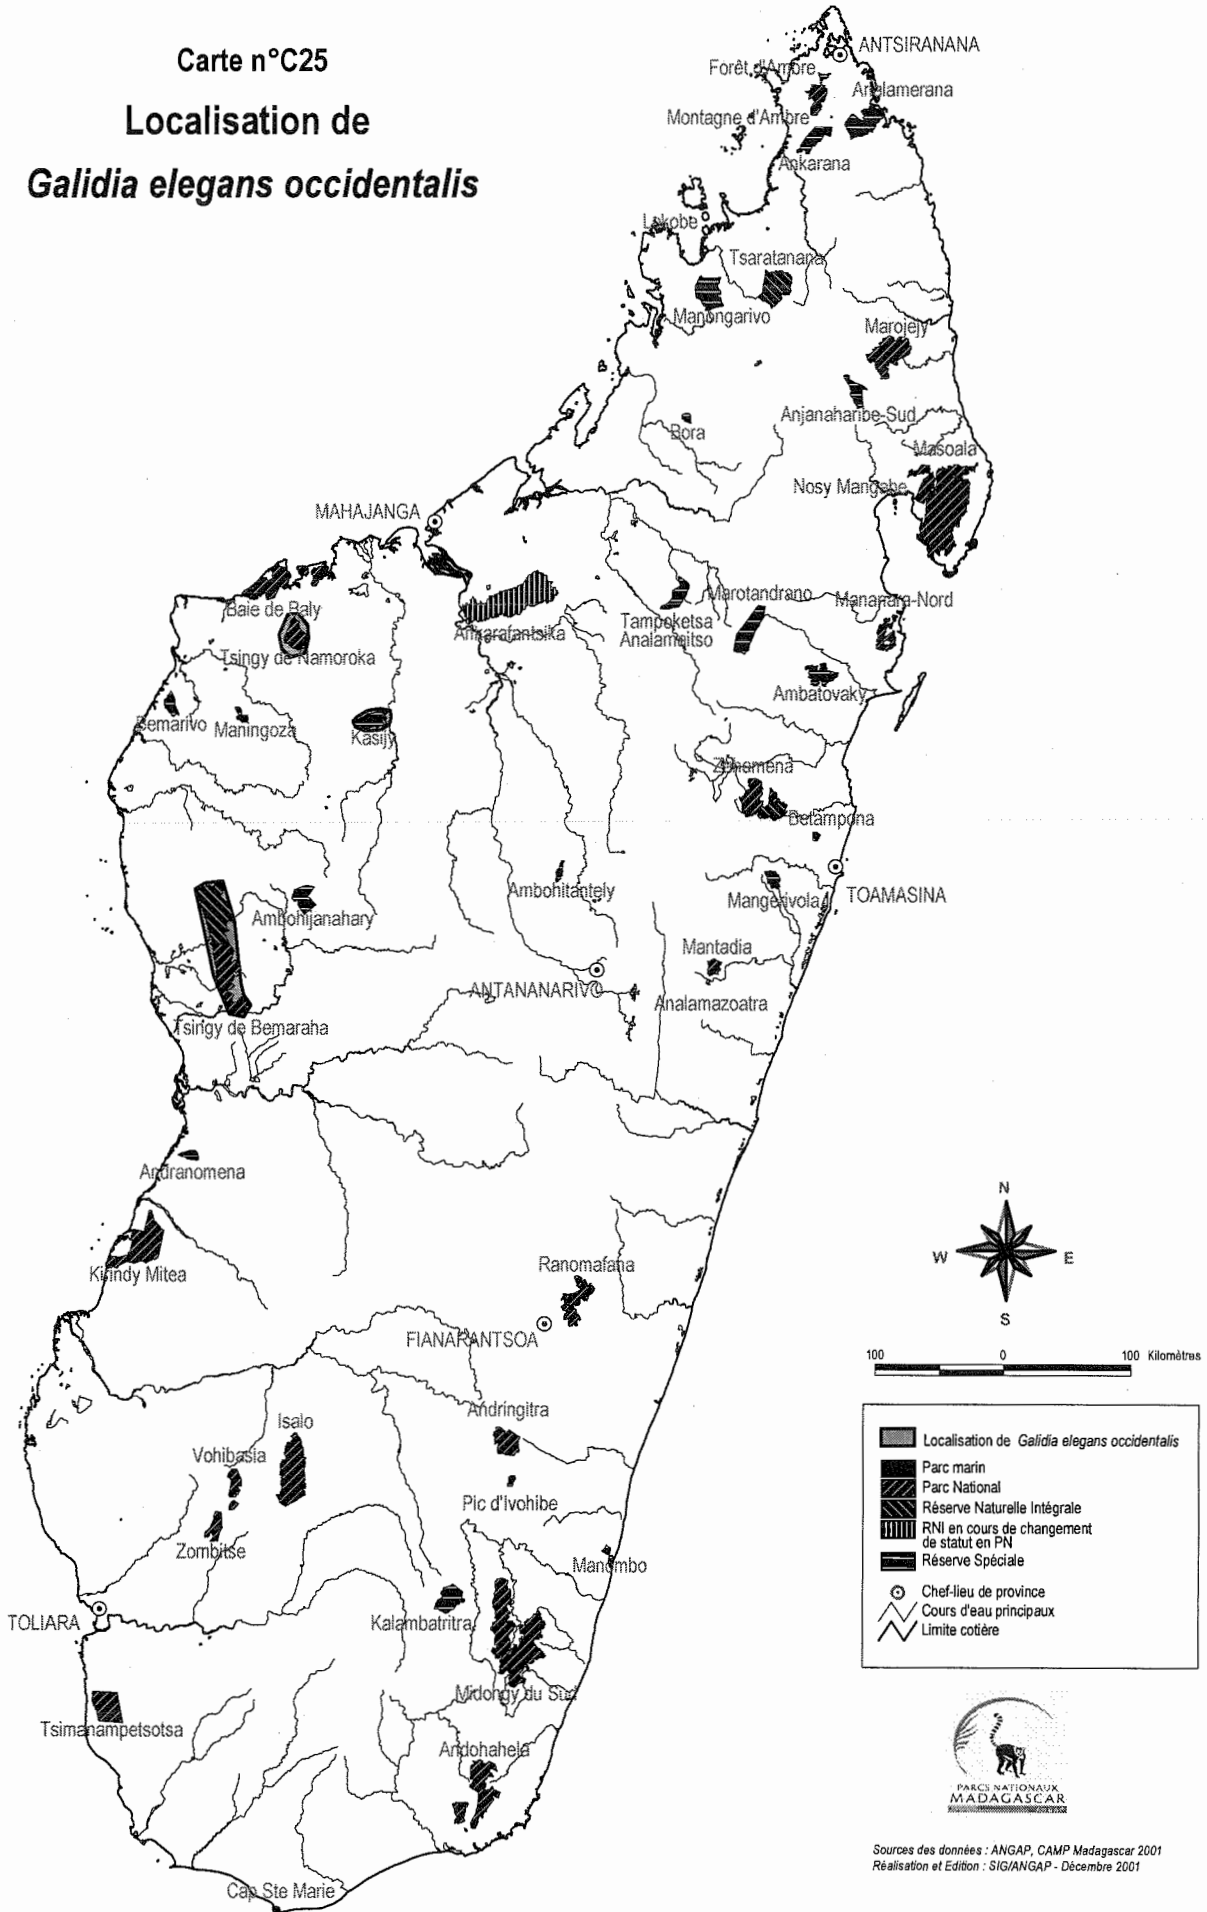 Carte n°C25
Localisation de
Galidia elegans occidentalis
ANTSIRANANA
Forêt d'Ambre
Analamerana
Montagne d'Ambre
Ankarana
Lokobe
Tsaratanana
Manongarivo
Marojejy
Anjanaharibe-Sud
Bora
Masoala
Nosy Mangabe
MAHAJANGA
Baie de Baly
Ankarafantsika
Tampoketsa
Analamaitso
Marotandrano
Mananara-Nord
Tsingy de Namoroka
Ambatovaky
Bemarivo
Maningoza
Kasijy
Zahamena
Betampona
Ambohitantely
Mangerivola
TOAMASINA
Ambohijanahary
Mantadia
ANTANANARIVO
Analamazoatra
Tsingy de Bemaraha
Andranomena
N
W
E
S
Kirindy Mitea
Ranomafana
FIANARANTSOA
100 0 100 Kilomètres
Andringitra
Isalo
Vohibasia
Pic d'Ivohibe
Zombitse
Manombo
Kalambatritra
TOLIARA
Midongy du Sud
Tsimanampetsotsa
Andohahela
Cap Ste Marie
Localisation de Galidia elegans occidentalis
Parc marin
Parc National
Réserve Naturelle Intégrale
RNI en cours de changement
de statut en PN
Réserve Spéciale
Chef-lieu de province
Cours d'eau principaux
Limite cotière
PARCS NATIONAUX
MADAGASCAR
Sources des données : ANGAP, CAMP Madagascar 2001
Réalisation et Edition : SIG/ANGAP - Décembre 2001